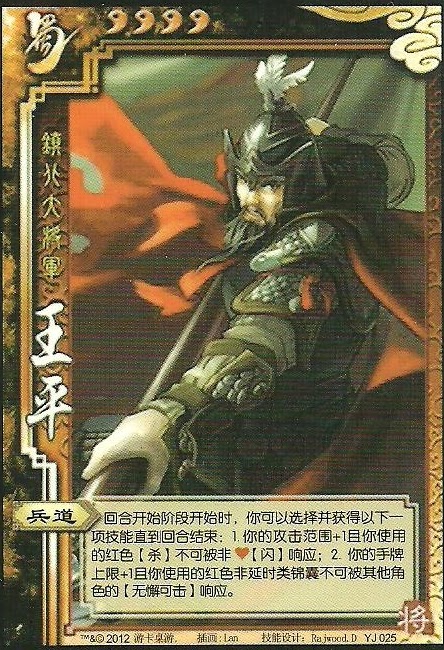 蜀
鎮北大將軍
王平
兵道
回合开始阶段开始时，你可以选择并获得以下一
项技能直到回合结束：1.你的攻击范围+1且你使用
的红色【杀】不可被非♥【闪】响应；2.你的手牌
上限+1且你使用的红色非延时类锦囊不可被其他角
色的【无懈可击】响应。
将
™&© 2012 游卡桌游. 插画:Lan 技能设计: Rajwood.D YJ 025